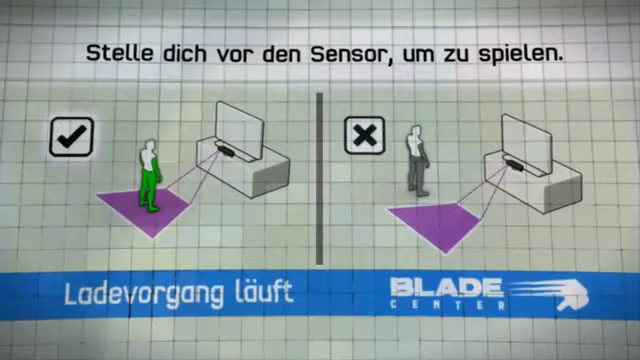 Stelle dich vor den Sensor, um zu spielen.
Ladevorgang läuft
BLADE
CENTER